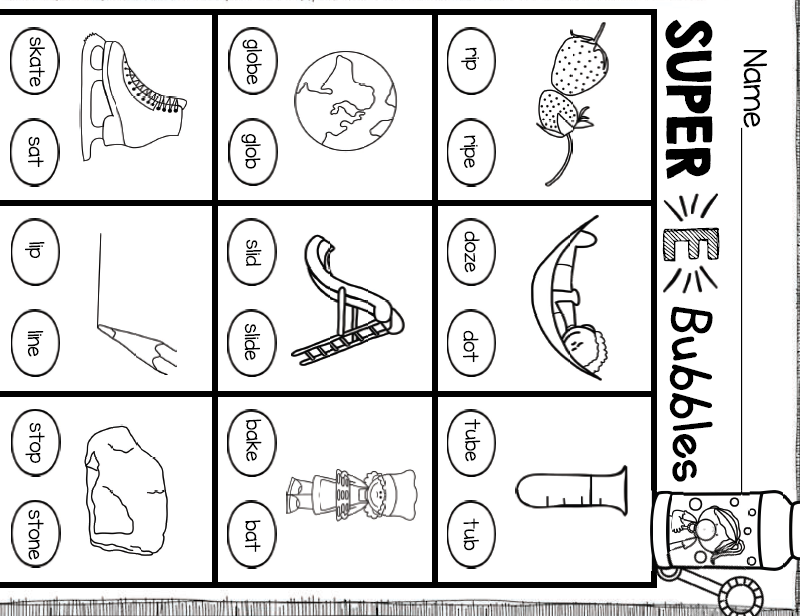 Name
SUPER E Bubbles
rip ripe doze dot tube tub
globe glob slid slide bake bat
skate sat lip line stop stone